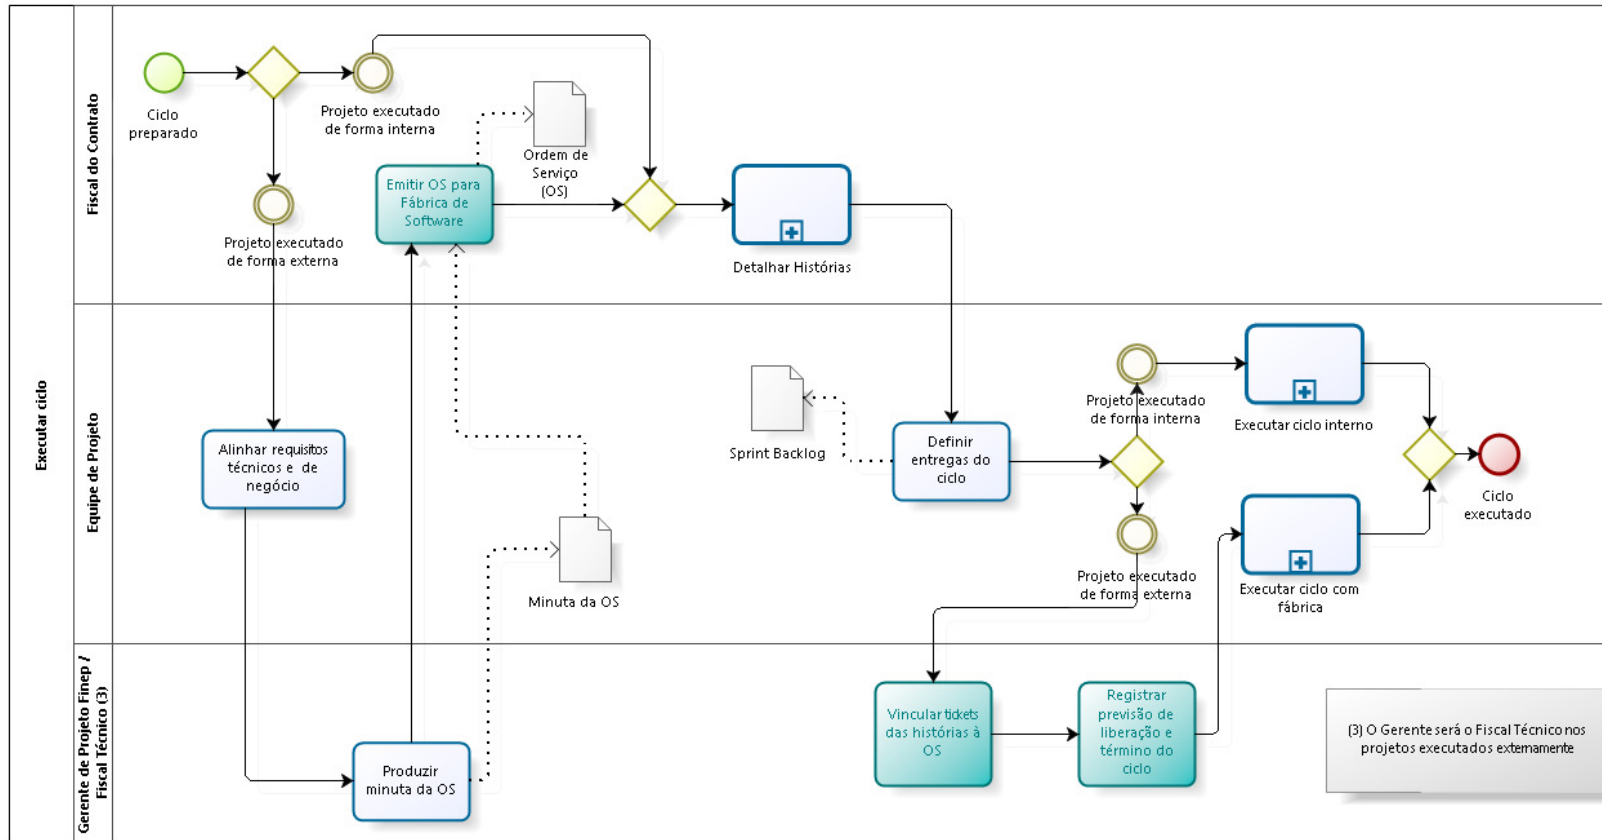 Executar ciclo
Fiscal do Contrato
Ciclo
preparado
Projeto executado
de forma interna
Projeto executado
de forma externa
Emitir OS para
Fábrica de
Software
Ordem de
Serviço
(OS)
Detalhar Histórias
Equipe de Projeto
Alinhar requisitos
técnicos e de
negócio
Minuta da OS
Sprint Backlog
Definir
entregas do
ciclo
Projeto executado
de forma interna
Projeto executado
de forma externa
Executar ciclo interno
Executar ciclo com
fábrica
Ciclo
executado
Gerente de Projeto Finep /
Fiscal Técnico (3)
Produzir
minuta da OS
Vincular tickets
das histórias à
OS
Registrar
previsão de
liberação e
término do
ciclo
(3) O Gerente será o Fiscal Técnico nos
projetos executados externamente